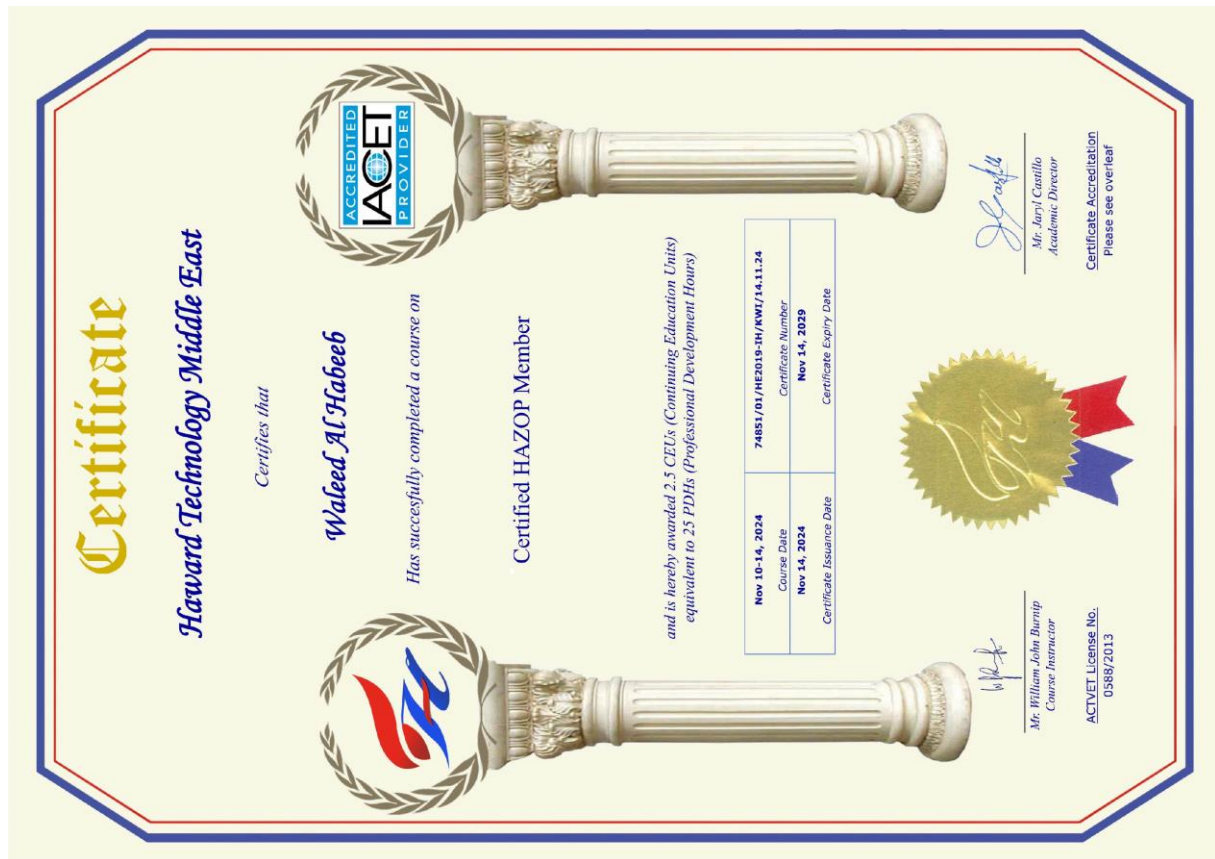 Certificate
Haward Technology Middle East
Certifies that
Waleed Al Habeeb
Has succesfully completed a course on
Certified HAZOP Member
ACCREDITED
IACET
PROVIDER
and is hereby awarded 2.5 CEUs (Continuing Education Units)
equivalent to 25 PDHs (Professional Development Hours)
Nov 10-14, 2024
Course Date
74851/01/HE2019-IH/KWI/14.11.24
Certificate Number
Nov 14, 2024
Certificate Issuance Date
Nov 14, 2029
Certificate Expiry Date
Mr. William John Burnip
Course Instructor
ACTVET License No.
0588/2013
Mr. Jaryl Castillo
Academic Director
Certificate Accreditation
Please see overleaf